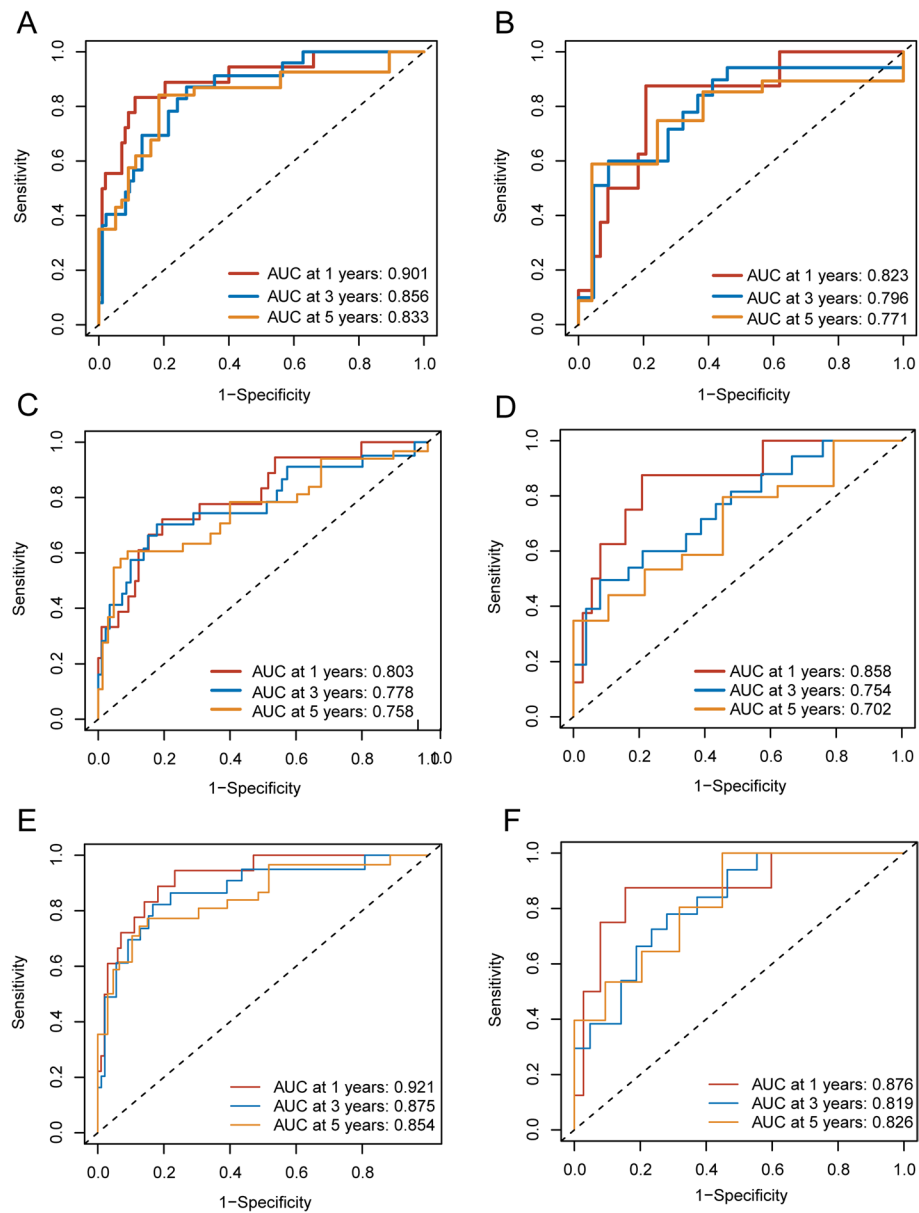 A
Sensitivity
0.0 0.2 0.4 0.6 0.8 1.0
AUC at 1 years: 0.901
AUC at 3 years: 0.856
AUC at 5 years: 0.833
0.0 0.2 0.4 0.6 0.8 1.0
1−Specificity
B
Sensitivity
0.0 0.2 0.4 0.6 0.8 1.0
AUC at 1 years: 0.823
AUC at 3 years: 0.796
AUC at 5 years: 0.771
0.0 0.2 0.4 0.6 0.8 1.0
1−Specificity
C
Sensitivity
0.0 0.2 0.4 0.6 0.8 1.0
AUC at 1 years: 0.803
AUC at 3 years: 0.778
AUC at 5 years: 0.758
0.0 0.2 0.4 0.6 0.8 1.0
1−Specificity
D
Sensitivity
0.0 0.2 0.4 0.6 0.8 1.0
AUC at 1 years: 0.858
AUC at 3 years: 0.754
AUC at 5 years: 0.702
0.0 0.2 0.4 0.6 0.8 1.0
1−Specificity
E
Sensitivity
0.0 0.2 0.4 0.6 0.8 1.0
AUC at 1 years: 0.921
AUC at 3 years: 0.875
AUC at 5 years: 0.854
0.0 0.2 0.4 0.6 0.8
1−Specificity
F
Sensitivity
0.0 0.2 0.4 0.6 0.8 1.0
AUC at 1 years: 0.876
AUC at 3 years: 0.819
AUC at 5 years: 0.826
0.0 0.2 0.4 0.6 0.8 1.0
1−Specificity